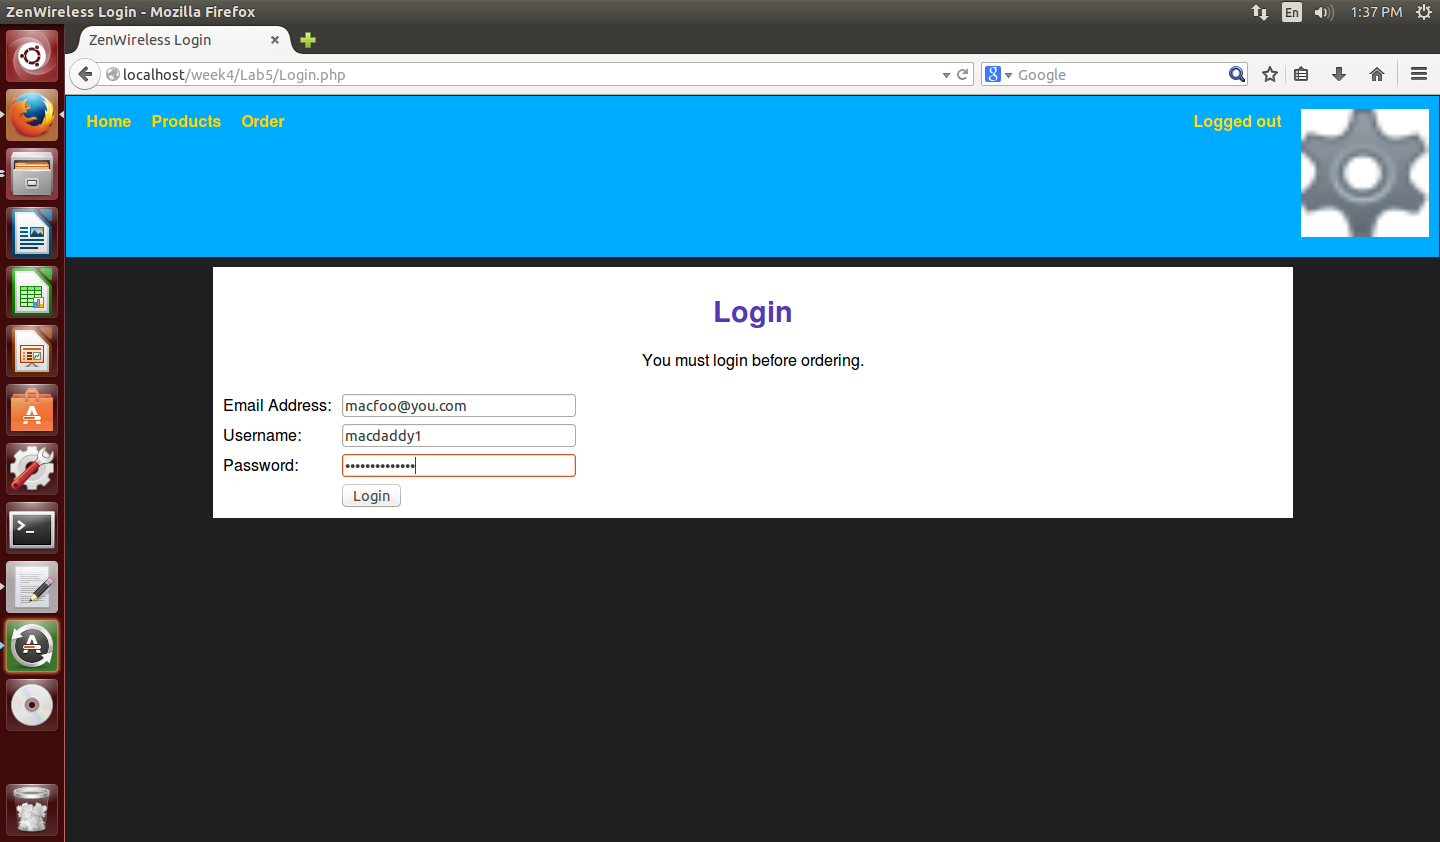 ZenWireless Login - Mozilla Firefox
En
1:37 PM
ZenWireless Login
localhost/week4/Lab5/Login.php
8
Google
Home
Products
Order
Logged out
Login
You must login before ordering.
Email Address: macfoo@you.com
Username: macdaddy1
Password: ••••••••••••••
Login